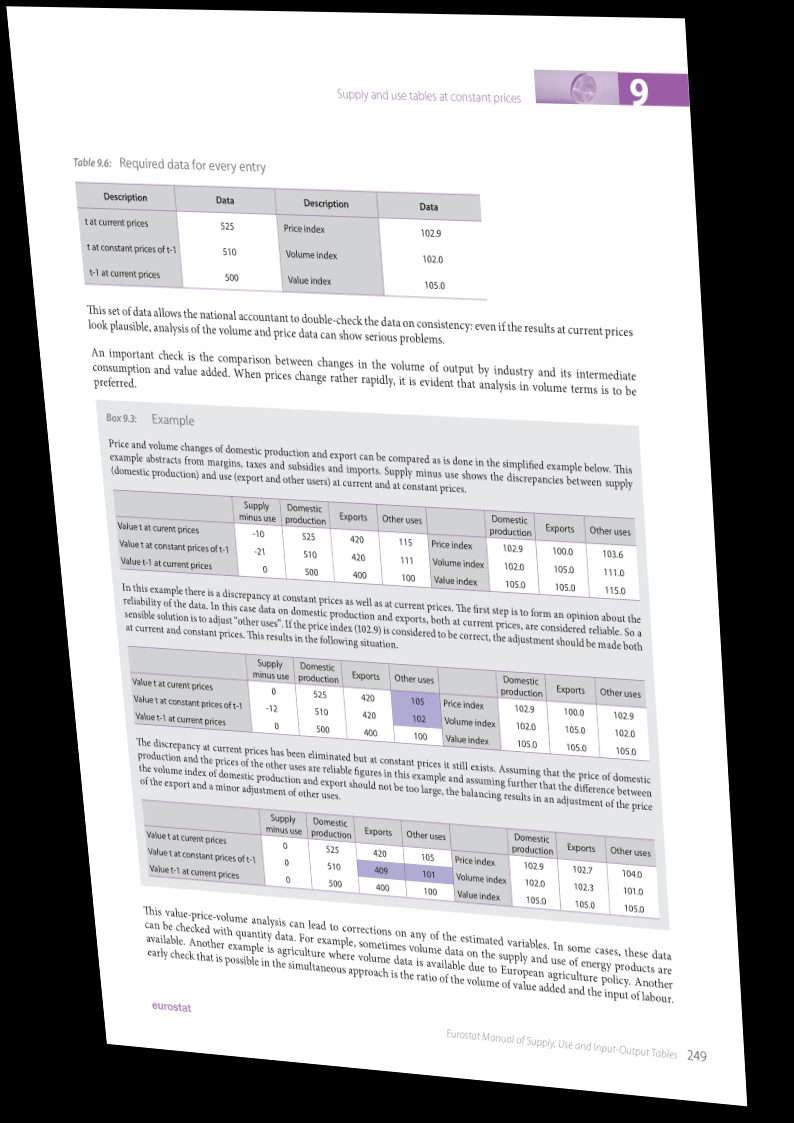 Supply and use tables at constant prices
9
Table 9.6: Required data for every entry
Description Data Description Data
t at current prices 525 Price index 102.9
t at constant prices of t-1 510 Volume index 102.0
t-1 at current prices 500 Value index 105.0
This set of data allows the national accountant to double-check the data on consistency: even if the results at current prices
look plausible, analysis of the volume and price data can show serious problems.
An important check is the comparison between changes in the volume of output by industry and its intermediate
consumption and value added. When prices change rather rapidly, it is evident that analysis in volume terms is to be
preferred.
Box 9.3: Example
Price and volume changes of domestic production and export can be compared as is done in the simplified example below. This
example abstracts from margins, taxes and subsidies and imports. Supply minus use shows the discrepancies between supply
(domestic production) and use (export and other users) at current and at constant prices.
Supply minus use Domestic production Exports Other uses Domestic production Exports Other uses
Value t at curent prices -10 525 420 115 Price index 102.9 100.0 103.6
Value t at constant prices of t-1 -21 510 420 111 Volume index 102.0 105.0 111.0
Value t-1 at current prices 0 500 400 100 Value index 105.0 105.0 115.0
In this example there is a discrepancy at constant prices as well as at current prices. The first step is to form an opinion about the
reliability of the data. In this case data on domestic production and exports, both at current prices, are considered reliable. So a
sensible solution is to adjust "other uses". If the price index (102.9) is considered to be correct, the adjustment should be made both
at current and constant prices. This results in the following situation.
Supply minus use Domestic production Exports Other uses Domestic production Exports Other uses
Value t at curent prices 0 525 420 105 Price index 102.9 100.0 102.9
Value t at constant prices of t-1 -12 510 420 102 Volume index 102.0 105.0 102.0
Value t-1 at current prices 0 500 400 100 Value index 105.0 105.0 105.0
The discrepancy at current prices has been eliminated but at constant prices it still exists. Assuming that the price of domestic
production and the prices of the other uses are reliable figures in this example and assuming further that the difference between
the volume index of domestic production and export should not be too large, the balancing results in an adjustment of the price
of the export and a minor adjustment of other uses.
Supply minus use Domestic production Exports Other uses Domestic production Exports Other uses
Value t at curent prices 0 525 420 105 Price index 102.9 102.7 104.0
Value t at constant prices of t-1 0 510 409 101 Volume index 102.0 102.3 101.0
Value t-1 at current prices 0 500 400 100 Value index 105.0 105.0 105.0
This value-price-volume analysis can lead to corrections on any of the estimated variables. In some cases, these data
can be checked with quantity data. For example, sometimes volume data on the supply and use of energy products are
available. Another example is agriculture where volume data is available due to European agriculture policy. Another
early check that is possible in the simultaneous approach is the ratio of the volume of value added and the input of labour.
eurostat
Eurostat Manual of Supply, Use and Input-Output Tables 249